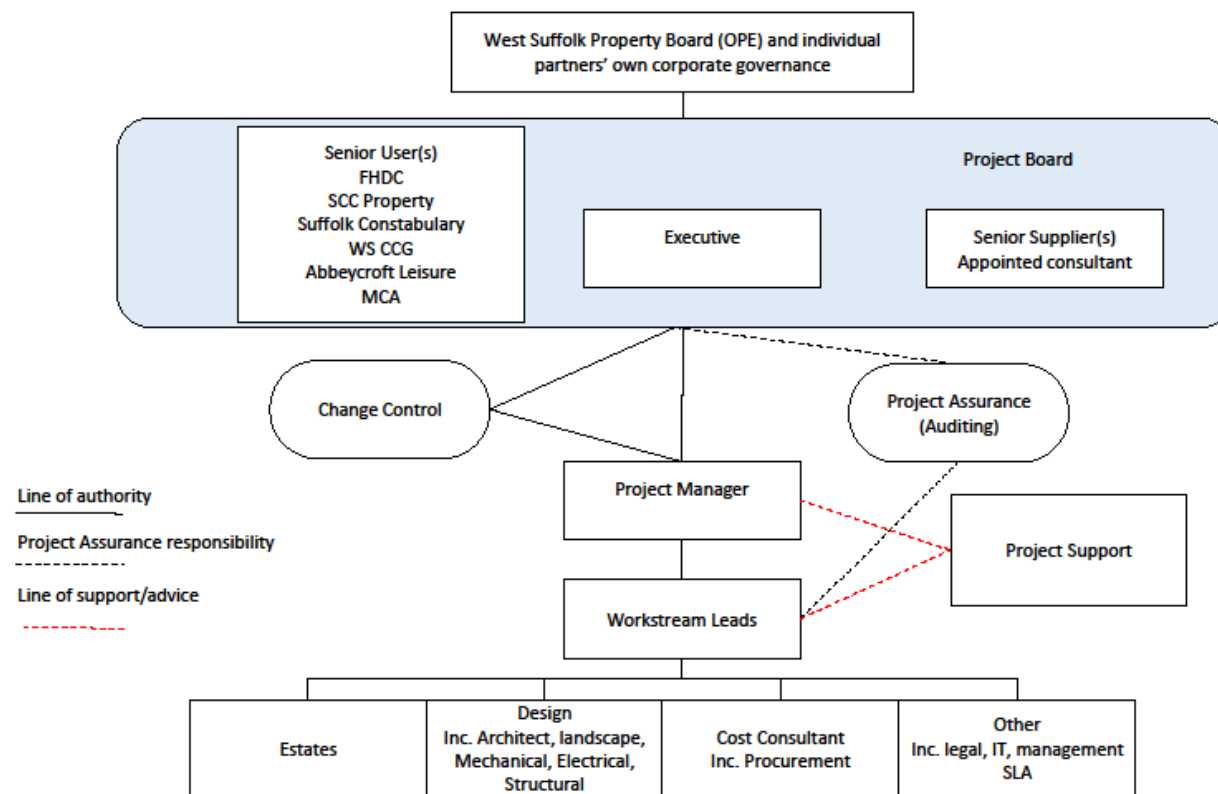 West Suffolk Property Board (OPE) and individual
partners’ own corporate governance
Senior User(s)
FHDC
SCC Property
Suffolk Constabulary
WS CCG
Abbeycroft Leisure
MCA
Executive
Project Board
Senior Supplier(s)
Appointed consultant
Change Control
Project Assurance
(Auditing)
Project Manager
Project Support
Workstream Leads
Line of authority
Project Assurance responsibility
Line of support/advice
Estates
Design
Inc. Architect, landscape,
Mechanical, Electrical,
Structural
Cost Consultant
Inc. Procurement
Other
Inc. legal, IT, management
SLA